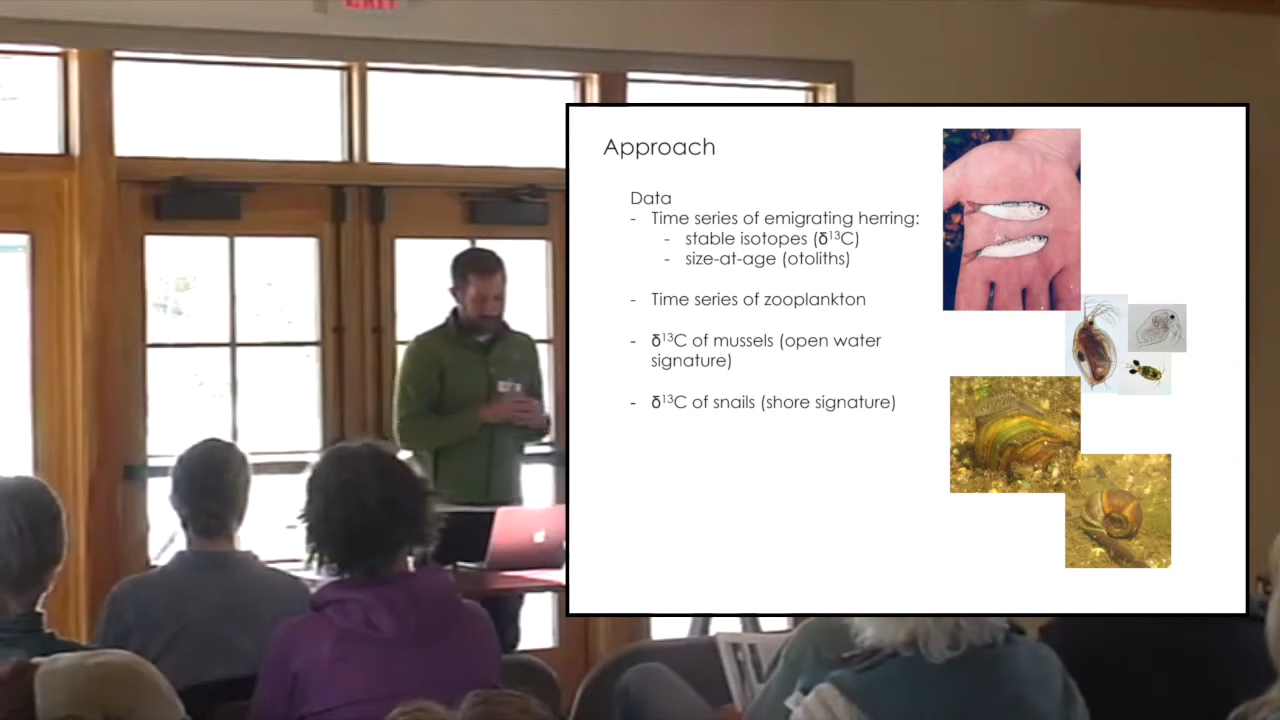 EXIT
Approach
Data
- Time series of emigrating herring:
- stable isotopes (δ¹³C)
- size-at-age (otoliths)
- Time series of zooplankton
- δ¹³C of mussels (open water
signature)
- δ¹³C of snails (shore signature)